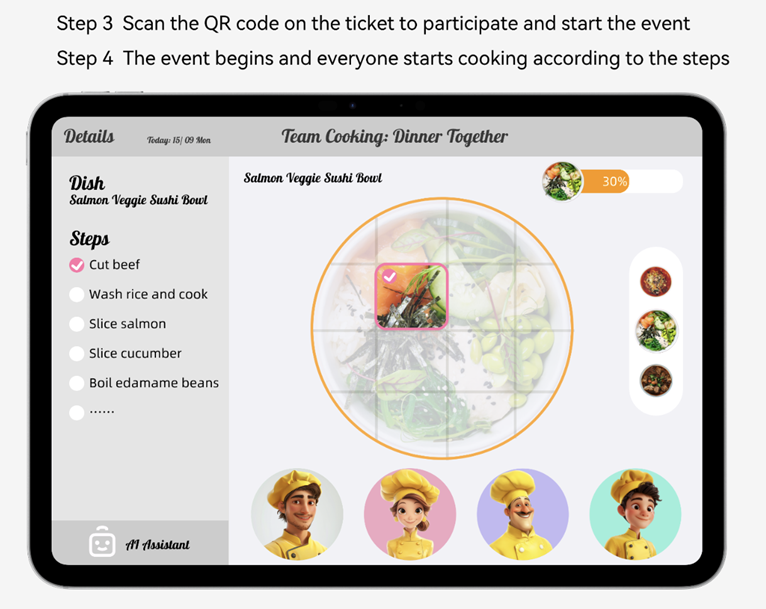 Step 3 Scan the QR code on the ticket to participate and start the event
Step 4 The event begins and everyone starts cooking according to the steps
Details
Today: 15/ 09 Mon
Team Cooking: Dinner Together
Dish
Salmon Veggie Sushi Bowl
Steps
Cut beef
Wash rice and cook
Slice salmon
Slice cucumber
Boil edamame beans
······
AI Assistant
Salmon Veggie Sushi Bowl
30%